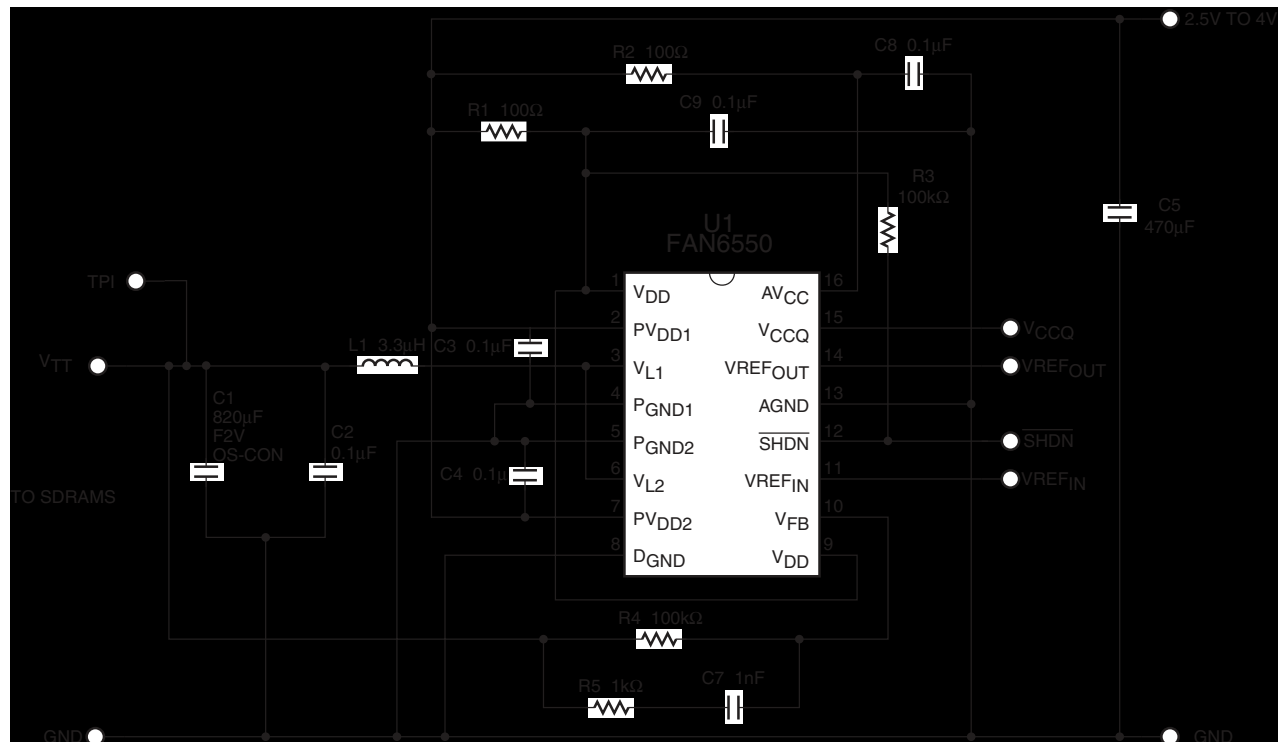 2.5V TO 4V
R2 100Ω
C8 0.1µF
R1 100Ω
C9 0.1µF
R3
100kΩ
C5
470µF
U1
FAN6550
TPI
1
VDD
AVCC
16
2
PVDD1
VCCQ
15
VCCQ
VTT
L1 3.3µH
C3 0.1µF
3
VL1
VREFOUT
14
VREFOUT
C1
820µF
F2V
OS-CON
4
PGND1
AGND
13
C2
0.1µF
5
PGND2
SHDN
12
SHDN
C4 0.1µ
6
VL2
VREFIN
11
VREFIN
TO SDRAMS
7
PVDD2
VFB
10
8
DGND
VDD
9
R4 100kΩ
R5 1kΩ
C7 1nF
GND
GND